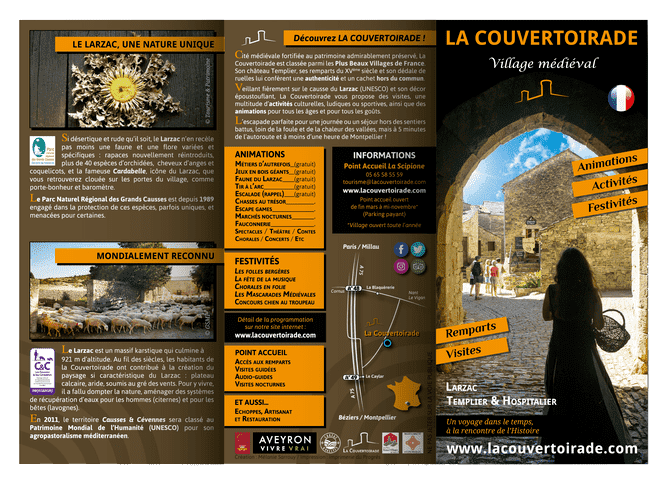 LE LARZAC, UNE NATURE UNIQUE
© Tourisme & Patrimoine
Si désertique et rude qu'il soit, le Larzac n'en recèle
pas moins une faune et une flore variées et
spécifiques : rapaces nouvellement réintroduits,
plus de 40 espèces d'orchidées, cheveux d'anges et
coquelicots, et la fameuse Cardabelle, icône du Larzac, que
vous retrouverez clouée sur les portes du village, comme
porte-bonheur et baromètre.
Le Parc Naturel Régional des Grands Causses est depuis 1989
engagé dans la protection de ces espèces, parfois uniques, et
menacées pour certaines.
MONDIALEMENT RECONNU
C&C
Le Larzac est un massif karstique qui culmine à
921 m d'altitude. Au fil des siècles, les habitants de
la Couvertoirade ont contribué à la création du
paysage si caractéristique du Larzac : plateau
calcaire, aride, soumis au gré des vents. Pour y vivre,
il a fallu dompter la nature, aménager des systèmes
de récupération d'eaux pour les hommes (citernes) et pour les
bêtes (lavognes).
En 2011, le territoire Causses & Cévennes sera classé au
Patrimoine Mondial de l'Humanité (UNESCO) pour son
agropastoralisme méditerranéen.
Découvrez LA COUVERTOIRADE !
Cité médiévale fortifiée au patrimoine admirablement préservé, La
Couvertoirade est classée parmi les Plus Beaux Villages de France.
Son château Templier, ses remparts du XVème siècle et son dédale de
ruelles lui confèrent une authenticité et un cachet hors du commun.
Veillant fièrement sur le causse du Larzac (UNESCO) et son décor
époustouflant, La Couvertoirade vous propose des visites, une
multitude d'activités culturelles, ludiques ou sportives, ainsi que des
animations pour tous les âges et pour tous les goûts.
L'escapade parfaite pour une journée ou un séjour hors des sentiers
battus, loin de la foule et de la chaleur des vallées, mais à 5 minutes
de l'autoroute et à moins d'une heure de Montpellier !
ANIMATIONS
MÉTIERS D'AUTREFOIS_(gratuit)
JEUX EN BOIS GÉANTS_(gratuit)
FAUNE DU LARZAC____(gratuit)
TIR À L'ARC________(gratuit)
ESCALADE (RAPPEL)___(gratuit)
CHASSES AU TRÉSOR
ESCAPE GAMES
MARCHÉS NOCTURNES
FAUCONNERIE
SPECTACLES / THÉÂTRE / CONTES
CHORALES / CONCERTS / ETC
FESTIVITÉS
LES FOLLES BERGÈRES
LA FÊTE DE LA MUSIQUE
CHORALES EN FOLIE
LES MASCARADES MÉDIÉVALES
CONCOURS CHIEN AU TROUPEAU
Détail de la programmation
sur notre site internet :
www.lacouvertoirade.com
POINT ACCUEIL
ACCÈS AUX REMPARTS
VISITES GUIDÉES
AUDIO-GUIDES
VISITES NOCTURNES
ET AUSSI...
ECHOPPES, ARTISANAT
ET RESTAURATION
INFORMATIONS
Point Accueil La Scipione
05 65 58 55 59
tourisme@lacouvertoirade.com
www.lacouvertoirade.com
Point accueil ouvert
de fin mars à mi-novembre*
(Parking payant)
*Village ouvert toute l'année
Paris / Millau
A75
La Blaquèrerie
La Couvertoirade
Le Caylar
A75
Béziers / Montpellier
AVEYRON
VIVRE VRAI
LA COUVERTOIRADE
LA COUVERTOIRADE
Village médiéval
Animations
Activités
Festivités
Remparts
Visites
LARZAC
TEMPLIER & HOSPITALIER
Un voyage dans le temps,
à la rencontre de l'Histoire
www.lacouvertoirade.com